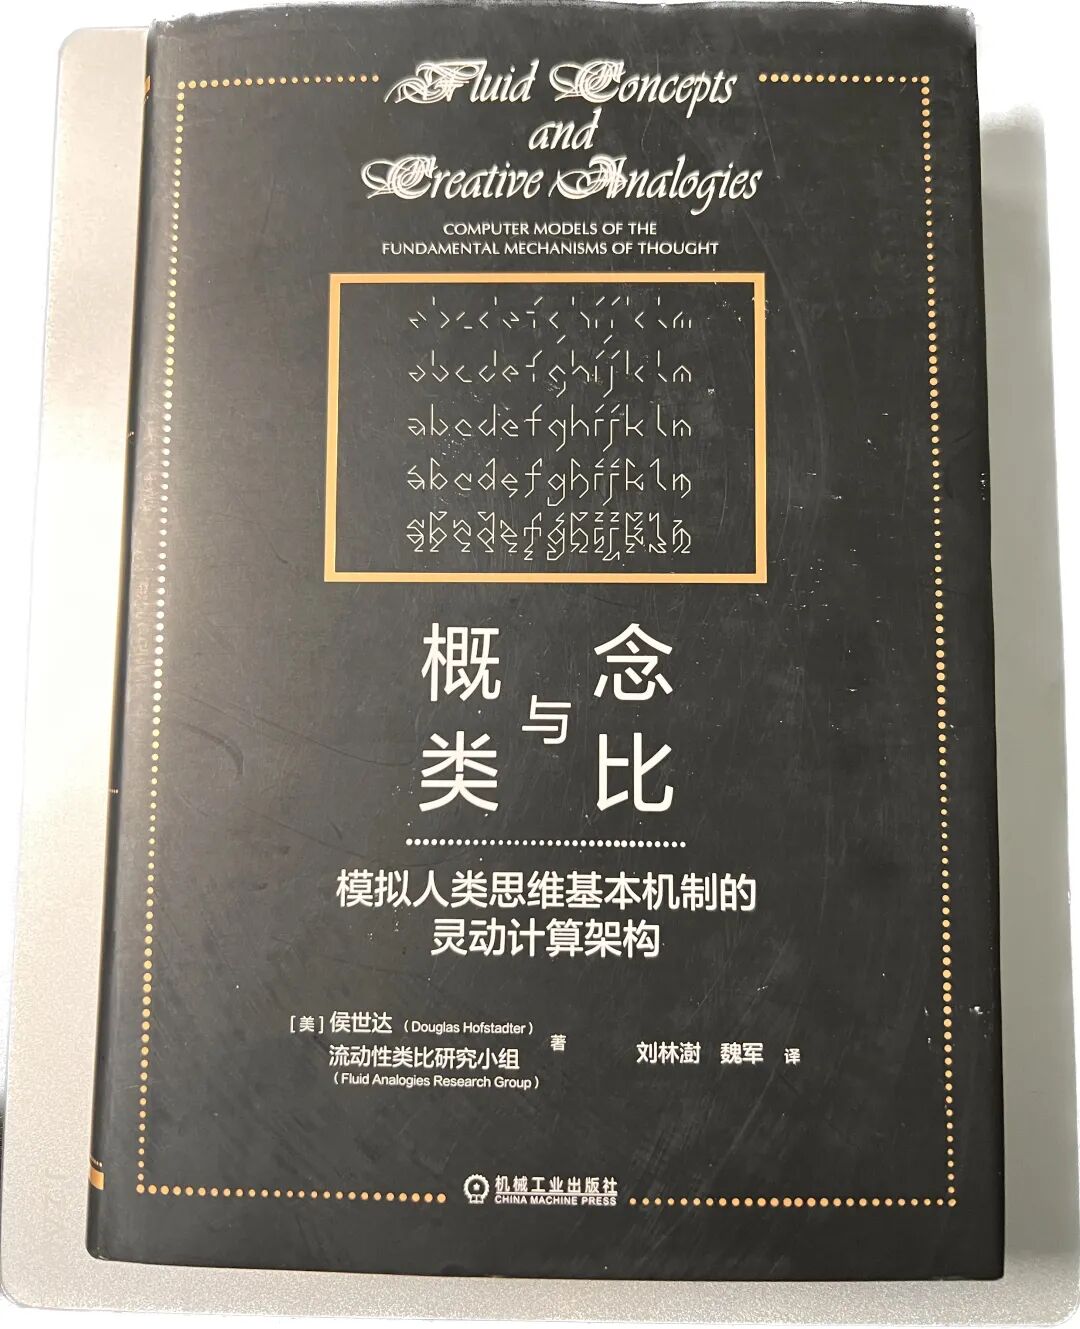 Fluid Concepts
and
Creative Analogies
COMPUTER MODELS OF THE
FUNDAMENTAL MECHANISMS OF THOUGHT
abcdefghijklm
abcdefghijklm
abcdefghijklm
abcdefghijklm
abcdefghijklm
概念
与
类比
模拟人类思维基本机制的
灵动计算架构
[美]侯世达(Douglas Hofstadter)
流动性类比研究小组
(Fluid Analogies Research Group)
著
刘林澍 魏军 译
机械工业出版社
CHINA MACHINE PRESS